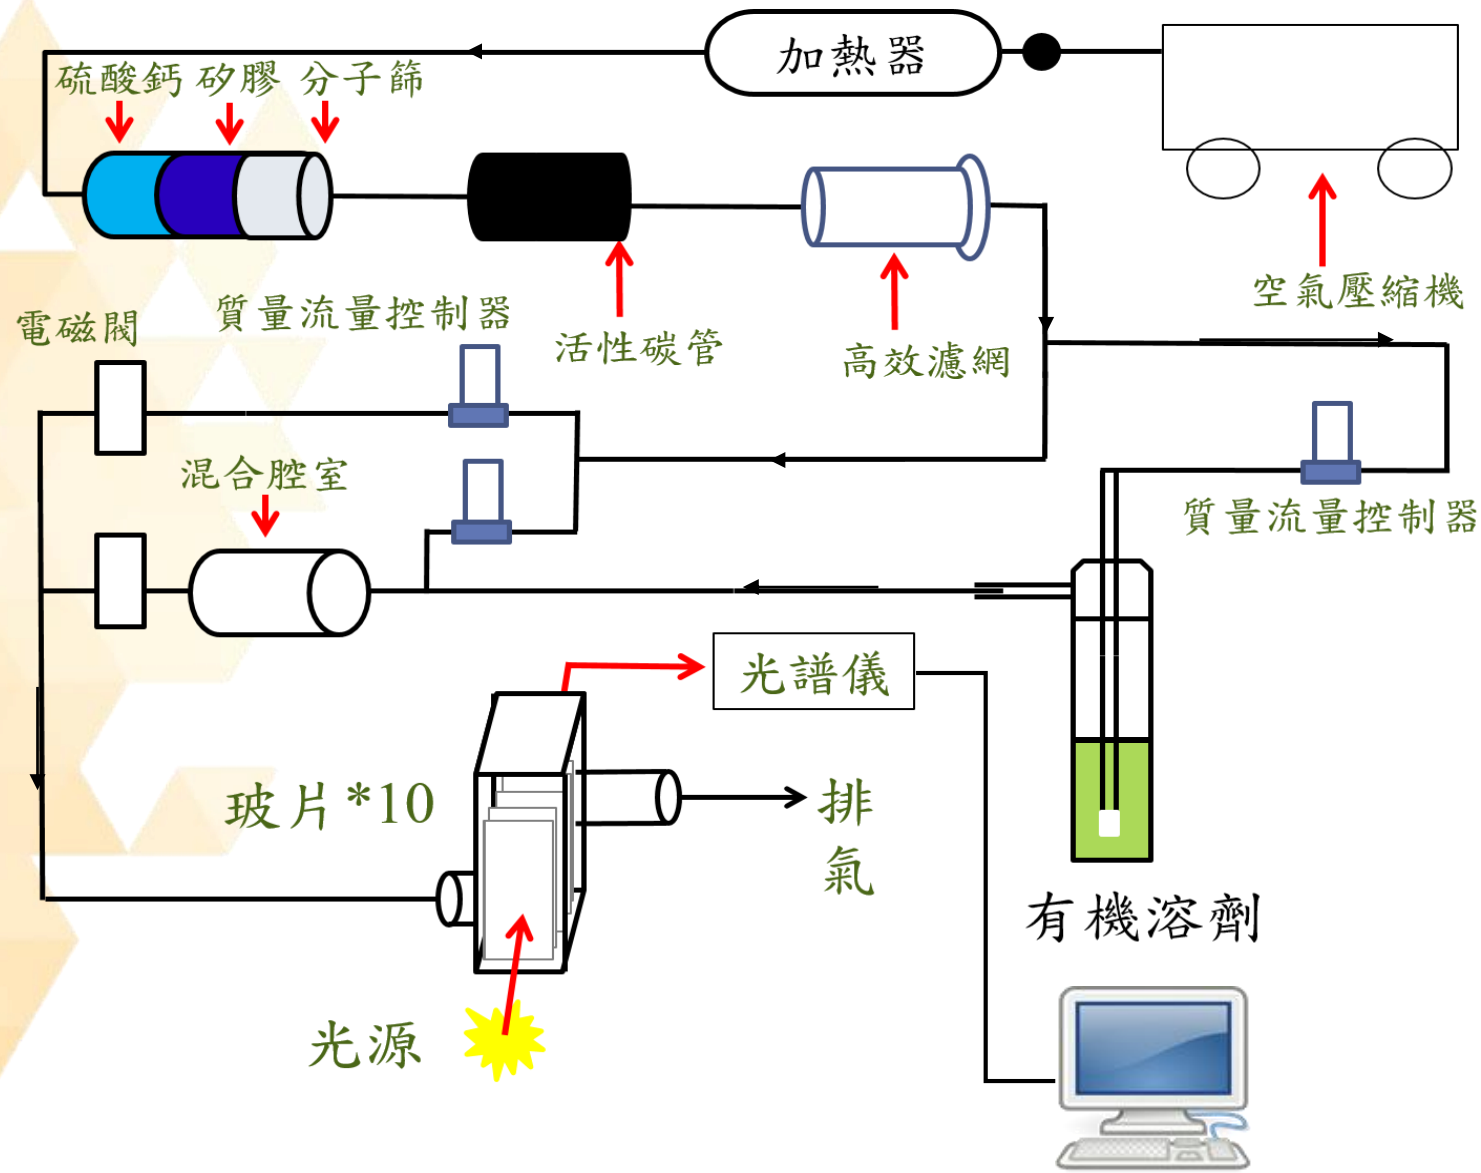 加熱器
硫酸鈣 矽膠 分子篩
空氣壓縮機
電磁閥
質量流量控制器
活性碳管
高效濾網
混合腔室
質量流量控制器
光譜儀
玻片*10
排
氣
有機溶劑
光源